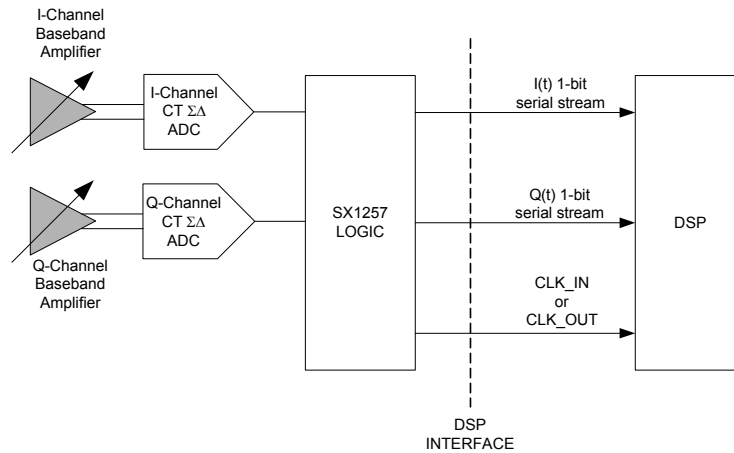 I-Channel
Baseband
Amplifier
I-Channel
CT ΣΔ
ADC
I(t) 1-bit
serial stream
Q-Channel
CT ΣΔ
ADC
SX1257
LOGIC
Q(t) 1-bit
serial stream
DSP
Q-Channel
Baseband
Amplifier
CLK_IN
or
CLK_OUT
DSP
INTERFACE